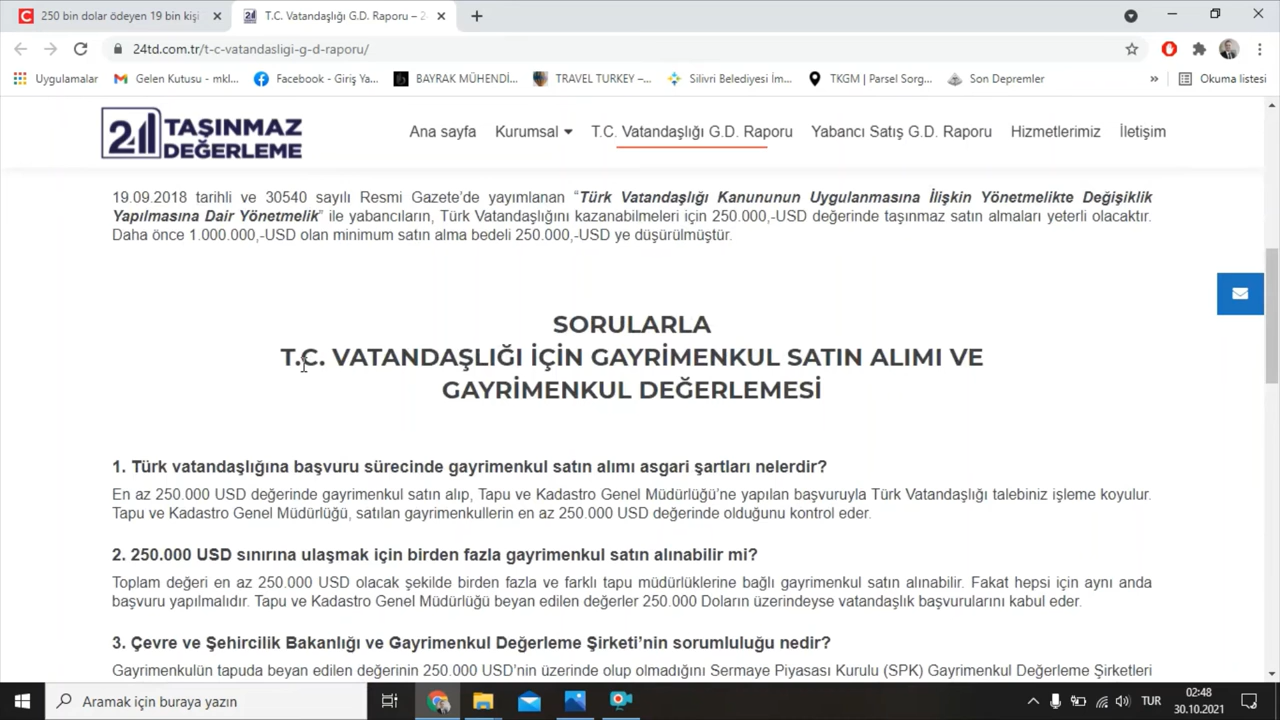 250 bin dolar ödeyen 19 bin kişi
T.C. Vatandaşlığı G.D. Raporu – 2
24td.com.tr/t-c-vatandasligi-g-d-raporu/
Uygulamalar
Gelen Kutusu - mkl...
Facebook - Giriş Ya...
BAYRAK MÜHENDİ...
TRAVEL TURKEY –...
Silivri Belediyesi İm...
TKGM | Parsel Sorg...
Son Depremler
»
Okuma listesi
24 TAŞINMAZ
DEĞERLEME
Ana sayfa
Kurumsal
T.C. Vatandaşlığı G.D. Raporu
Yabancı Satış G.D. Raporu
Hizmetlerimiz
İletişim
19.09.2018 tarihli ve 30540 sayılı Resmi Gazete’de yayımlanan “Türk Vatandaşlığı Kanununun Uygulanmasına İlişkin Yönetmelikte Değişiklik
Yapılmasına Dair Yönetmelik” ile yabancıların, Türk Vatandaşlığını kazanabilmeleri için 250.000,-USD değerinde taşınmaz satın almaları yeterli olacaktır.
Daha önce 1.000.000,-USD olan minimum satın alma bedeli 250.000,-USD ye düşürülmüştür.
SORULARLA
T.C. VATANDAŞLIĞI İÇİN GAYRİMENKUL SATIN ALIMI VE
GAYRİMENKUL DEĞERLEMESİ
1. Türk vatandaşlığına başvuru sürecinde gayrimenkul satın alımı asgari şartları nelerdir?
En az 250.000 USD değerinde gayrimenkul satın alıp, Tapu ve Kadastro Genel Müdürlüğü’ne yapılan başvuruyla Türk Vatandaşlığı talebiniz işleme koyulur.
Tapu ve Kadastro Genel Müdürlüğü, satılan gayrimenkullerin en az 250.000 USD değerinde olduğunu kontrol eder.
2. 250.000 USD sınırına ulaşmak için birden fazla gayrimenkul satın alınabilir mi?
Toplam değeri en az 250.000 USD olacak şekilde birden fazla ve farklı tapu müdürlüklerine bağlı gayrimenkul satın alınabilir. Fakat hepsi için aynı anda
başvuru yapılmalıdır. Tapu ve Kadastro Genel Müdürlüğü beyan edilen değerler 250.000 Doların üzerindeyse vatandaşlık başvurularını kabul eder.
3. Çevre ve Şehircilik Bakanlığı ve Gayrimenkul Değerleme Şirketi’nin sorumluluğu nedir?
Gayrimenkulün tapuda beyan edilen değerinin 250.000 USD’nin üzerinde olup olmadığını Sermaye Piyasası Kurulu (SPK) Gayrimenkul Değerleme Şirketleri
Aramak için buraya yazın
TUR
02:48
30.10.2021